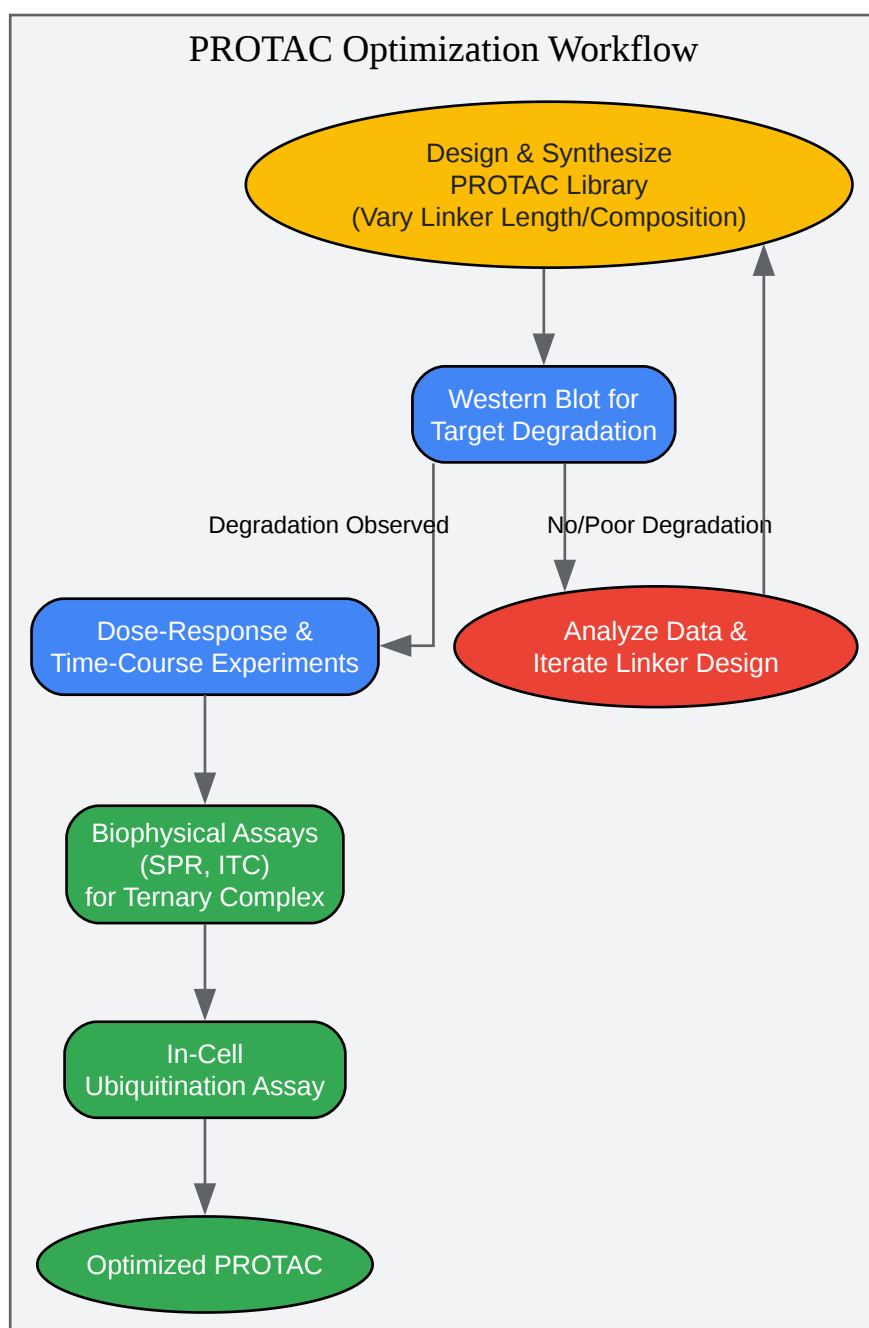 PROTAC Optimization Workflow
Design & Synthesize
PROTAC Library
(Vary Linker Length/Composition)
Western Blot for
Target Degradation
Degradation Observed
No/Poor Degradation
Dose-Response &
Time-Course Experiments
Analyze Data &
Iterate Linker Design
Biophysical Assays
(SPR, ITC)
for Ternary Complex
In-Cell
Ubiquitination Assay
Optimized PROTAC